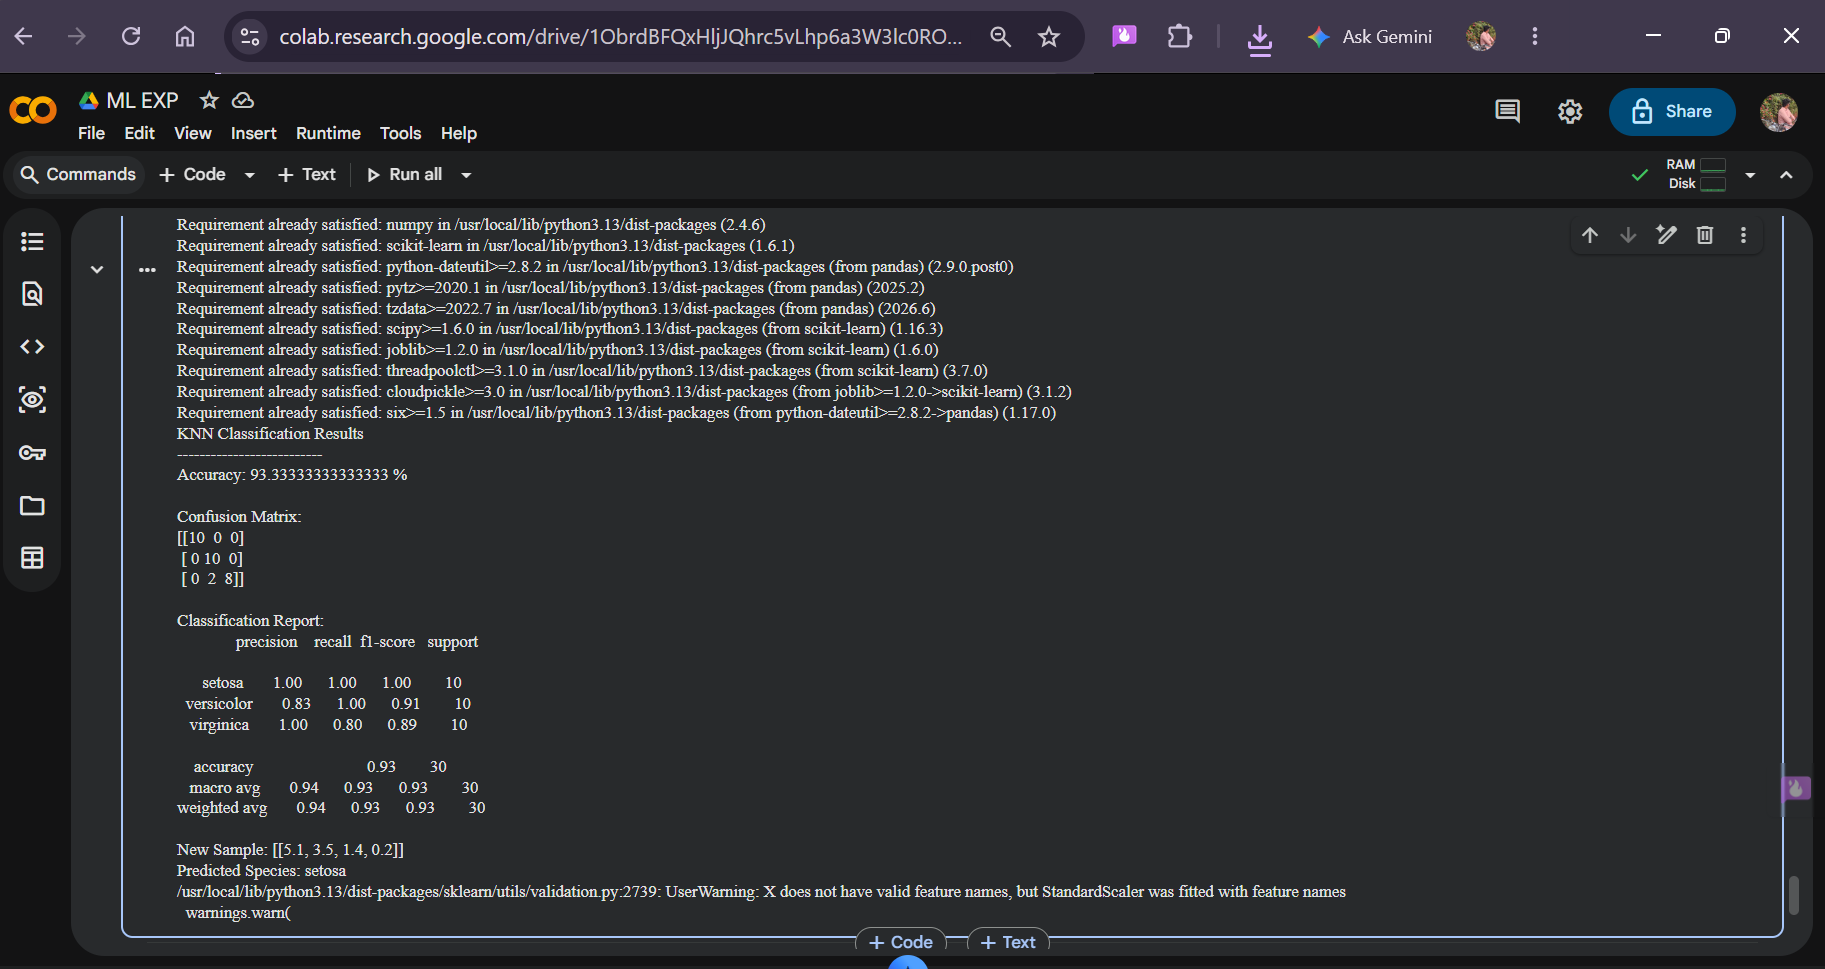 colab.research.google.com/drive/1ObrdBFQxHljJQhrc5vLhp6a3W3lc0RO...
Ask Gemini
ML EXP
File Edit View Insert Runtime Tools Help
Share
Commands + Code + Text Run all
RAM
Disk
Requirement already satisfied: numpy in /usr/local/lib/python3.13/dist-packages (2.4.6)
Requirement already satisfied: scikit-learn in /usr/local/lib/python3.13/dist-packages (1.6.1)
Requirement already satisfied: python-dateutil>=2.8.2 in /usr/local/lib/python3.13/dist-packages (from pandas) (2.9.0.post0)
Requirement already satisfied: pytz>=2020.1 in /usr/local/lib/python3.13/dist-packages (from pandas) (2025.2)
Requirement already satisfied: tzdata>=2022.7 in /usr/local/lib/python3.13/dist-packages (from pandas) (2026.6)
Requirement already satisfied: scipy>=1.6.0 in /usr/local/lib/python3.13/dist-packages (from scikit-learn) (1.16.3)
Requirement already satisfied: joblib>=1.2.0 in /usr/local/lib/python3.13/dist-packages (from scikit-learn) (1.6.0)
Requirement already satisfied: threadpoolctl>=3.1.0 in /usr/local/lib/python3.13/dist-packages (from scikit-learn) (3.7.0)
Requirement already satisfied: cloudpickle>=3.0 in /usr/local/lib/python3.13/dist-packages (from joblib>=1.2.0->scikit-learn) (3.1.2)
Requirement already satisfied: six>=1.5 in /usr/local/lib/python3.13/dist-packages (from python-dateutil>=2.8.2->pandas) (1.17.0)
KNN Classification Results
--------------------------
Accuracy: 93.33333333333333 %
Confusion Matrix:
[[10 0 0]
[ 0 10 0]
[ 0 2 8]]
Classification Report:
precision recall f1-score support
setosa 1.00 1.00 1.00 10
versicolor 0.83 1.00 0.91 10
virginica 1.00 0.80 0.89 10
accuracy 0.93 30
macro avg 0.94 0.93 0.93 30
weighted avg 0.94 0.93 0.93 30
New Sample: [[5.1, 3.5, 1.4, 0.2]]
Predicted Species: setosa
/usr/local/lib/python3.13/dist-packages/sklearn/utils/validation.py:2739: UserWarning: X does not have valid feature names, but StandardScaler was fitted with feature names
warnings.warn(
+ Code + Text